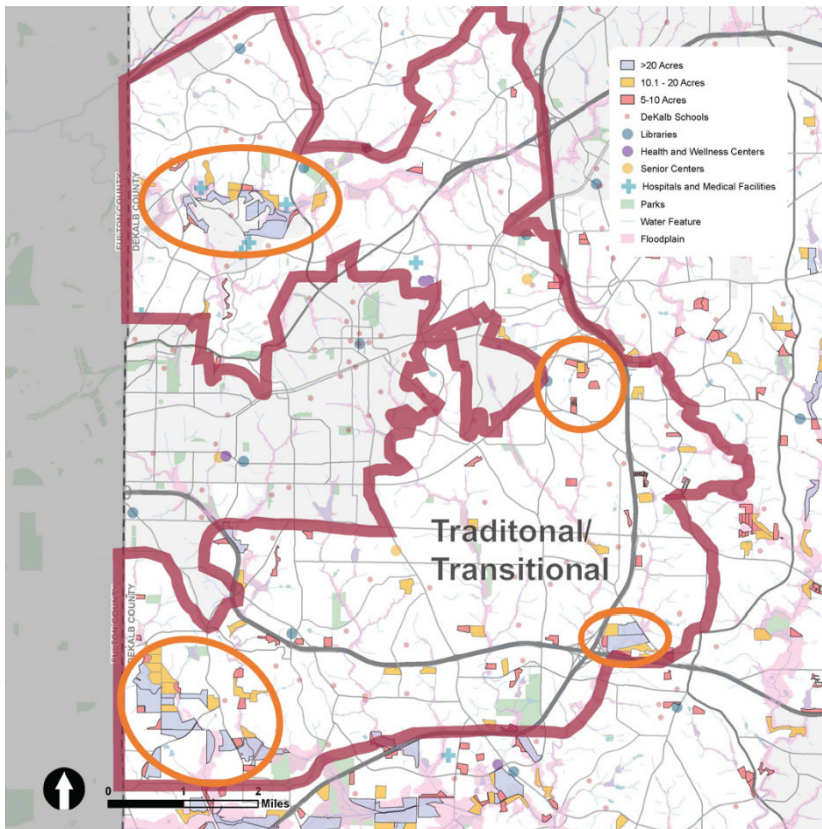 >20 Acres
10.1 - 20 Acres
5-10 Acres
DeKalb Schools
Libraries
Health and Wellness Centers
Senior Centers
Hospitals and Medical Facilities
Parks
Water Feature
Floodplain
FULTON COUNTY
DEKALB COUNTY
Traditonal/
Transitional
FULTON COUNTY
DEKALB COUNTY
0
1
2
Miles